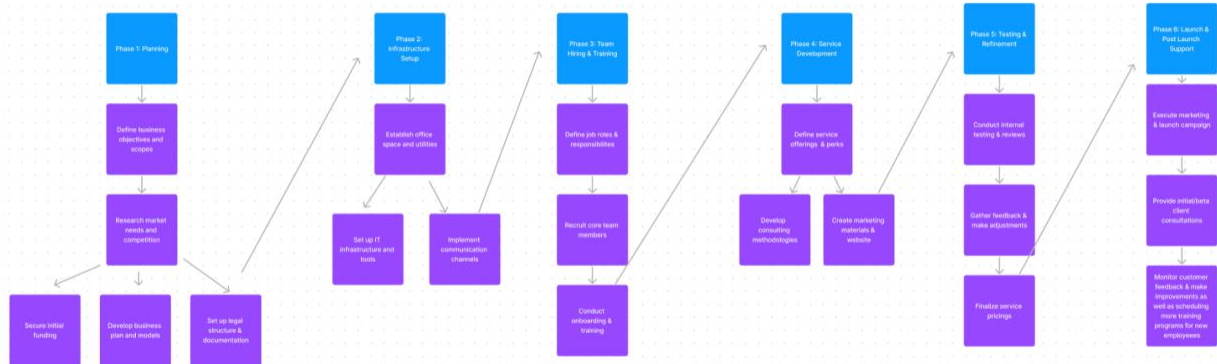 Phase 1: Planning
Define business
objectives and
scopes
Research market
needs and
competition
Secure initial
funding
Develop business
plan and models
Set up legal
structure &
documentation
Phase 2:
Infrastructure
Setup
Establish office
space and utilities
Set up IT
infrastructure and
tools
Implement
communication
channels
Phase 3: Team
Hiring & Training
Define job roles &
responsibilites
Recruit core team
members
Conduct
onboarding &
training
Phase 4: Service
Development
Define service
offerings & perks
Develop
consulting
methodologies
Create marketing
materials & website
Phase 5: Testing &
Refinement
Conduct internal
testing & reviews
Gather feedback &
make adjustments
Finalize service
pricings
Phase 6: Launch &
Post Launch
Support
Execute marketing
& launch campaign
Provide initial/beta
client
consultations
Monitor customer
feedback & make
improvements as
well as scheduling
more training
programs for new
employeees